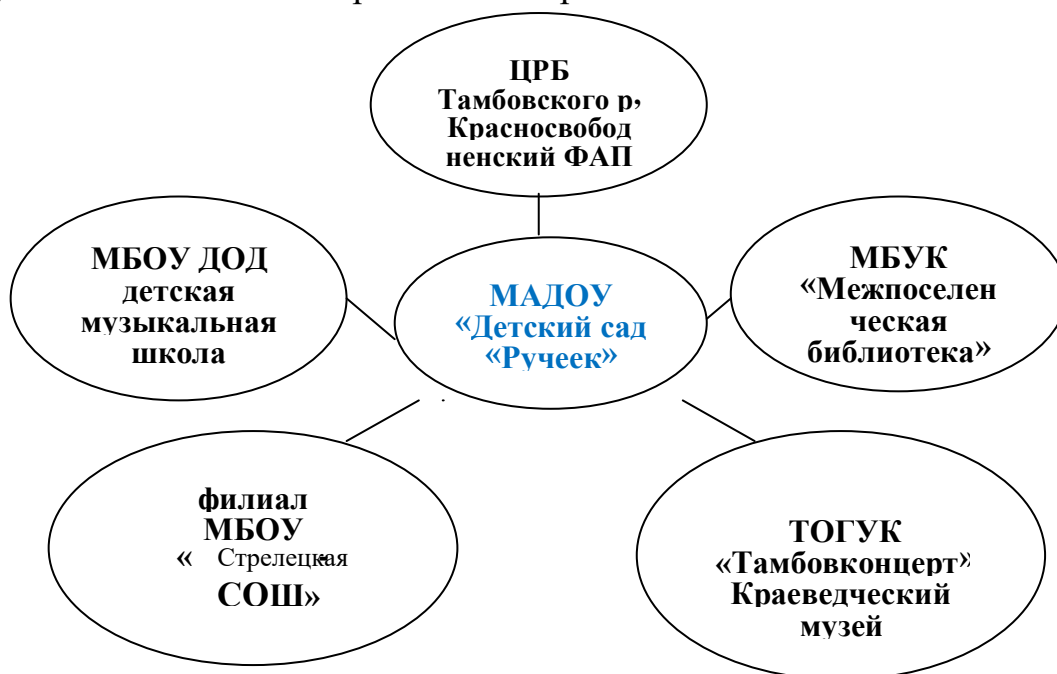 ЦРБ
Тамбовского р,
Красносвобод
ненский ФАП
МБОУ ДОД
детская
музыкальная
школа
МАДОУ
«Детский сад
«Ручеек»
МБУК
«Межпоселен
ческая
библиотека»
филиал
МБОУ
« Стрелецкая
СОШ»
ТОГУК
«Тамбовконцерт»
Краеведческий
музей